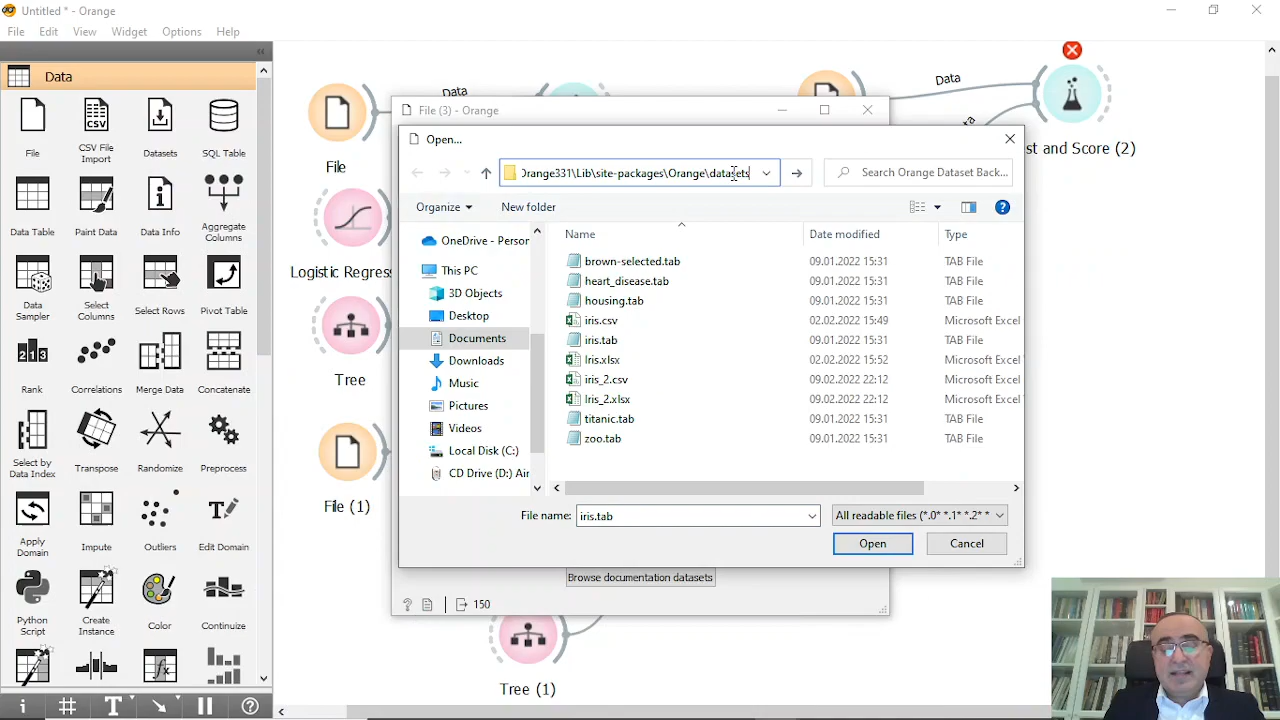 Untitled * - Orange
File Edit View Widget Options Help
Data
File
CSV File Import
Datasets
SQL Table
Data Table
Paint Data
Data Info
Aggregate Columns
Data Sampler
Select Columns
Select Rows
Pivot Table
Rank
Correlations
Merge Data
Concatenate
Select by Data Index
Transpose
Randomize
Preprocess
Apply Domain
Impute
Outliers
Edit Domain
Python Script
Create Instance
Color
Continuize
File
Data
Data
st and Score (2)
Logistic Regress
Tree
File (1)
Tree (1)
File (3) - Orange
Open...
Orange331\Lib\site-packages\Orange\datasets
Search Orange Dataset Back...
Organize
New folder
OneDrive - Person
This PC
3D Objects
Desktop
Documents
Downloads
Music
Pictures
Videos
Local Disk (C:)
CD Drive (D:) Air
Name Date modified Type
brown-selected.tab 09.01.2022 15:31 TAB File
heart_disease.tab 09.01.2022 15:31 TAB File
housing.tab 09.01.2022 15:31 TAB File
iris.csv 02.02.2022 15:49 Microsoft Excel
iris.tab 09.01.2022 15:31 TAB File
Iris.xlsx 02.02.2022 15:52 Microsoft Excel
iris_2.csv 09.02.2022 22:12 Microsoft Excel
Iris_2.xlsx 09.02.2022 22:12 Microsoft Excel
titanic.tab 09.01.2022 15:31 TAB File
zoo.tab 09.01.2022 15:31 TAB File
File name: iris.tab
All readable files (*.0* *.1* *.2* *
Open
Cancel
Browse documentation datasets
150